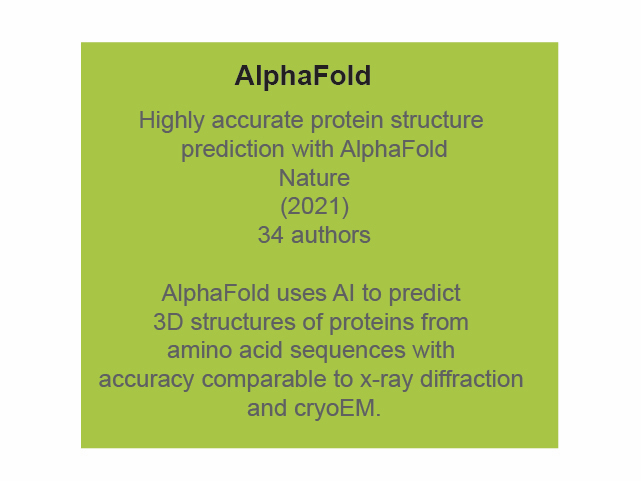 AlphaFold
Highly accurate protein structure
prediction with AlphaFold
Nature
(2021)
34 authors
AlphaFold uses AI to predict
3D structures of proteins from
amino acid sequences with
accuracy comparable to x-ray diffraction
and cryoEM.